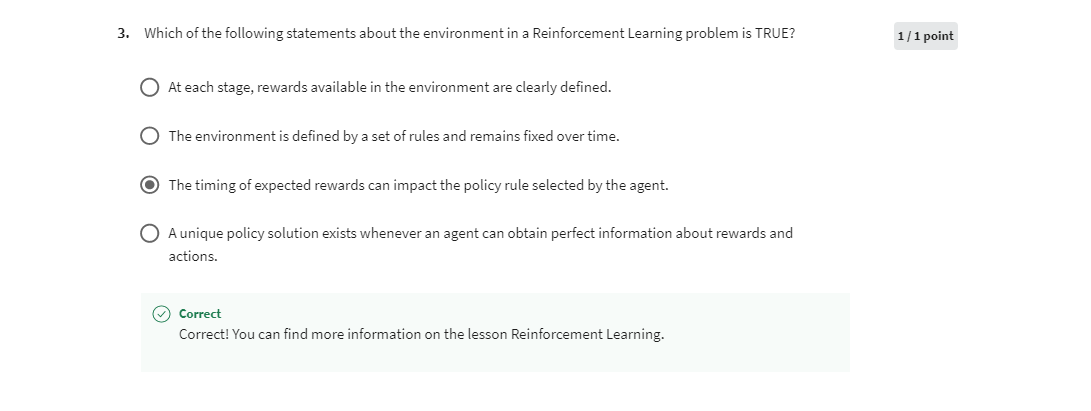 3. Which of the following statements about the environment in a Reinforcement Learning problem is TRUE?
1 / 1 point
At each stage, rewards available in the environment are clearly defined.
The environment is defined by a set of rules and remains fixed over time.
The timing of expected rewards can impact the policy rule selected by the agent.
A unique policy solution exists whenever an agent can obtain perfect information about rewards and
actions.
Correct
Correct! You can find more information on the lesson Reinforcement Learning.